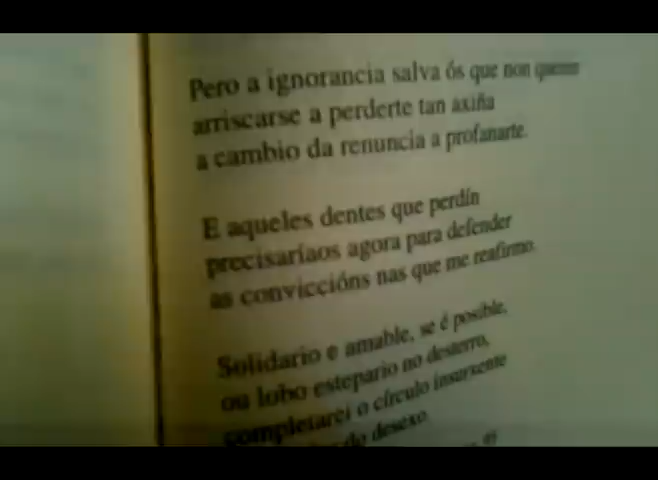 Pero a ignorancia salva ós que non queren
arriscarse a perderte tan axiña
a cambio da renuncia a profanarte.
E aqueles dentes que perdín
precisaríaos agora para defender
as conviccións nas que me reafirmo.
Solidario e amable, se é posible,
ou lobo estepario no desterro,
completarei o círculo insurxente
do desexo